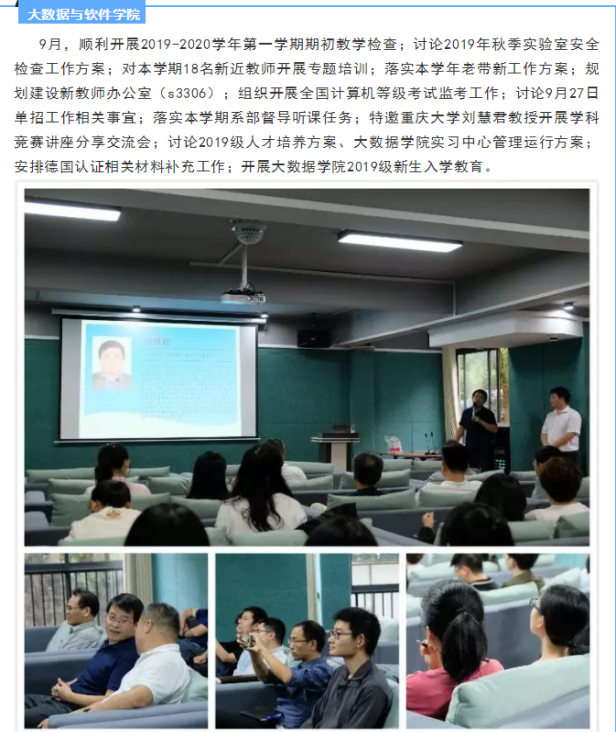 大数据与软件学院
9月，顺利开展2019-2020学年第一学期期初教学检查；讨论2019年秋季实验室安全
检查工作方案；对本学期18名新近教师开展专题培训；落实本学年老带新工作方案；规
划建设新教师办公室（s3306）；组织开展全国计算机等级考试监考工作；讨论9月27日
单招工作相关事宜；落实本学期系部督导听课任务；特邀重庆大学刘慧君教授开展学科
竞赛讲座分享交流会；讨论2019级人才培养方案、大数据学院实习中心管理运行方案；
安排德国认证相关材料补充工作；开展大数据学院2019级新生入学教育。